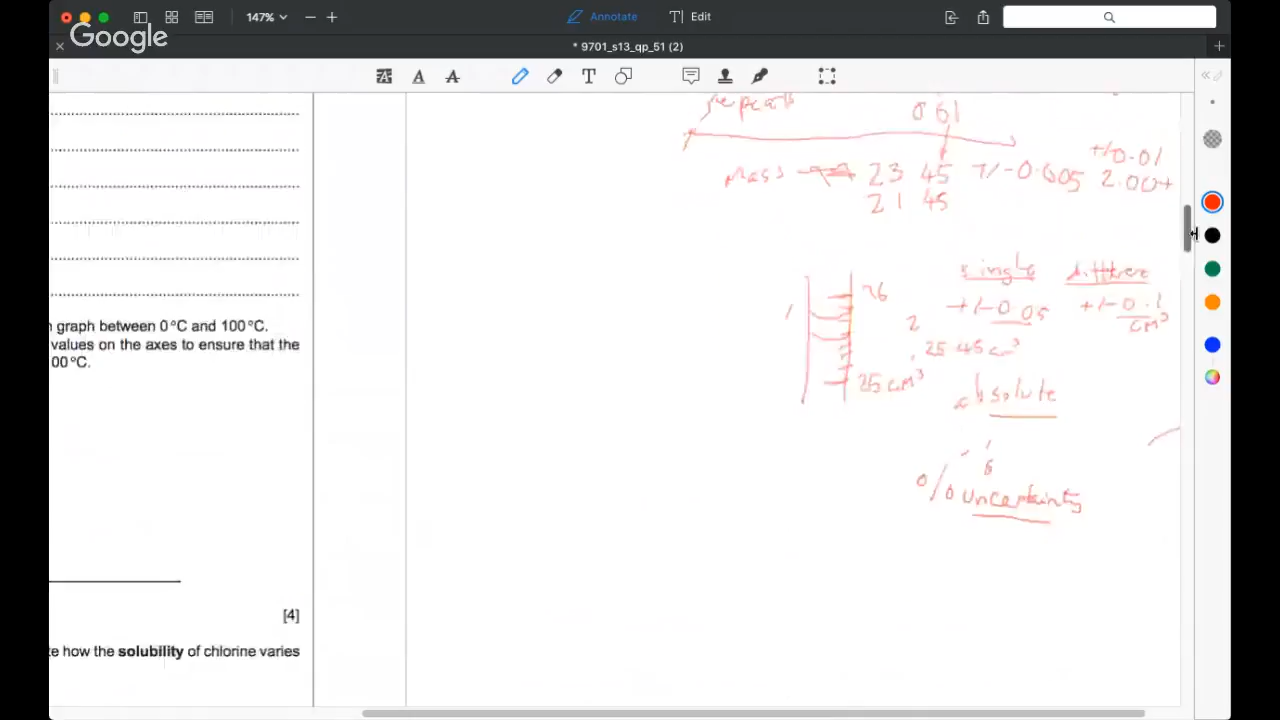 147%
Annotate
T| Edit
Google
* 9701_s13_qp_51 (2)
repeats
0 61
+/-0.01
Mass 23 45 +/-0.005 2.00+
21 45
single
26
+/-0.05
+/-0.1
cm³
2
25 45 cm³
25 cm³
absolute
% uncertainty
n graph between 0 °C and 100 °C.
values on the axes to ensure that the
00 °C.
[4]
te how the solubility of chlorine varies